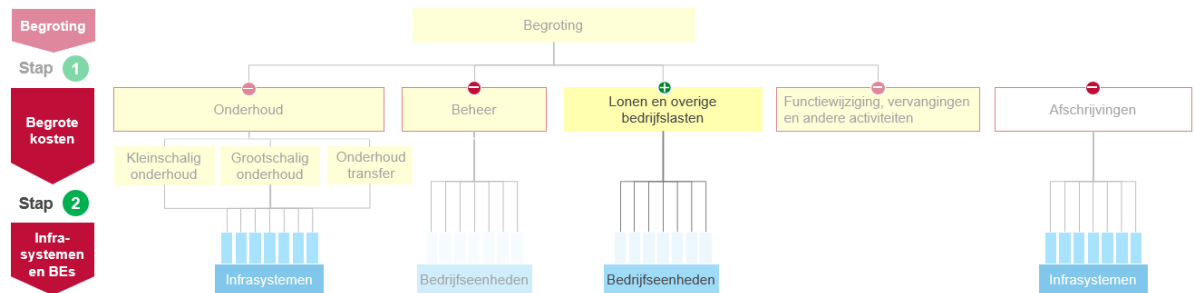 Begroting
Begroting
Stap 1
Begrote
kosten
Onderhoud
Beheer
Lonen en overige
bedrijfslasten
Functiewijziging, vervangingen
en andere activiteiten
Afschrijvingen
Kleinschalig
onderhoud
Grootschalig
onderhoud
Onderhoud
transfer
Stap 2
Infra-
systemen
en BEs
Infrasystemen
Bedrijfseenheden
Bedrijfseenheden
Infrasystemen